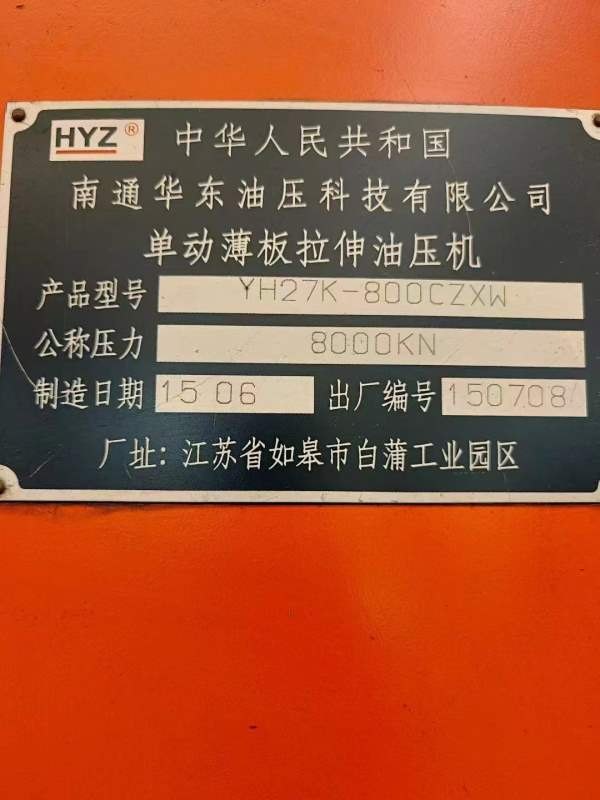 HYZ® 中华人民共和国
南通华东油压科技有限公司
单动薄板拉伸油压机
产品型号 YH27K-800CZXW
公称压力 8000KN
制造日期 15 06 出厂编号 150708
厂址：江苏省如皋市白蒲工业园区